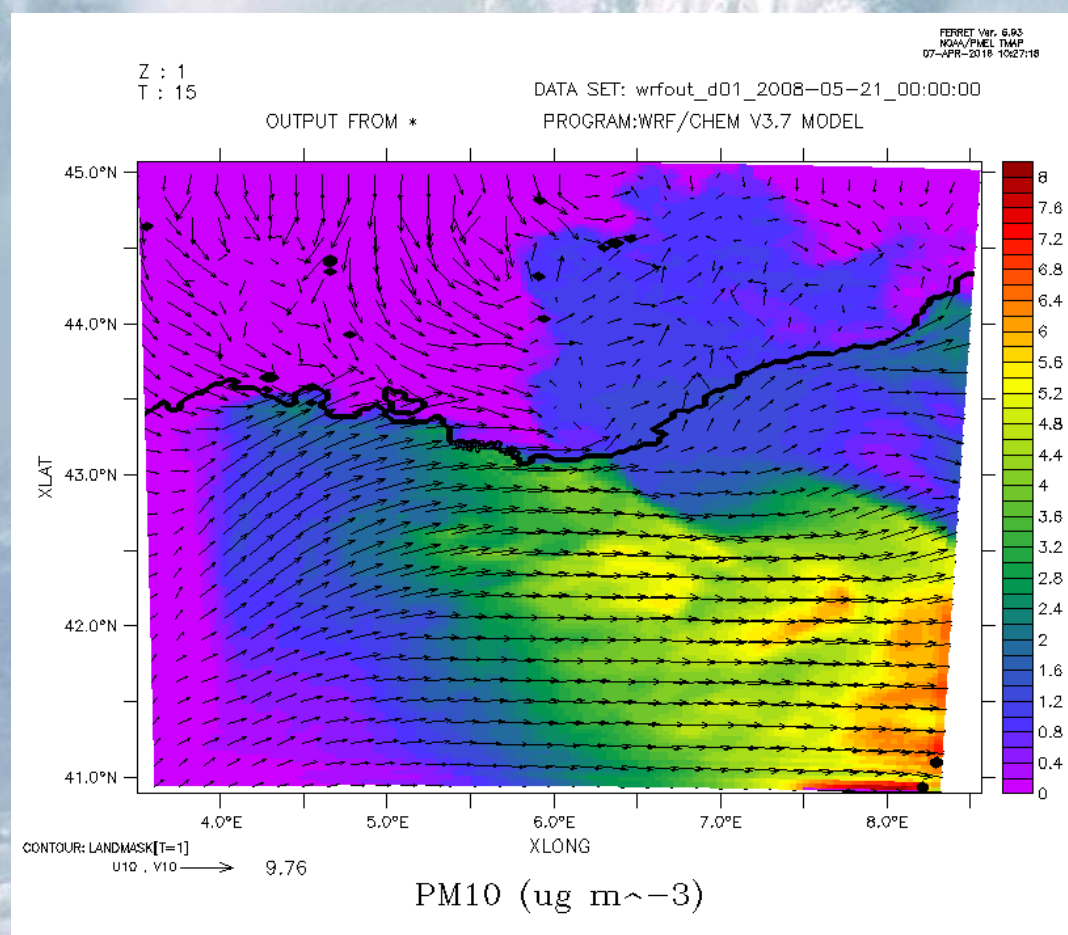 FERRET Ver. 6.93
NOAA/PMEL TMAP
07-APR-2016 10:27:16
Z : 1
T : 15
DATA SET: wrfout_d01_2008-05-21_00:00:00
OUTPUT FROM *
PROGRAM:WRF/CHEM V3.7 MODEL
45.0°N
44.0°N
43.0°N
42.0°N
41.0°N
XLAT
8
7.6
7.2
6.8
6.4
6
5.6
5.2
4.8
4.4
4
3.6
3.2
2.8
2.4
2
1.6
1.2
0.8
0.4
0
4.0°E 5.0°E 6.0°E 7.0°E 8.0°E
XLONG
CONTOUR: LANDMASK[T=1]
U10 , V10 9.76
PM10 (ug m^-3)